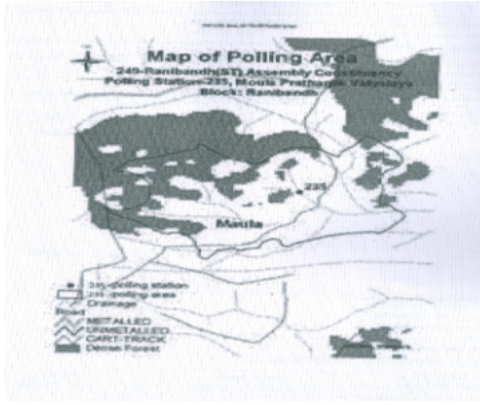 Map of Polling Area
249-Ranibandh(ST) Assembly Constituency
Polling Station-235, Moula Prathamik Vidyalaya
Block: Ranibandh
235
Maula
235-polling station
235-polling area
Drainage
Road
METALLED
UNMETALLED
CART-TRACK
Dense Forest